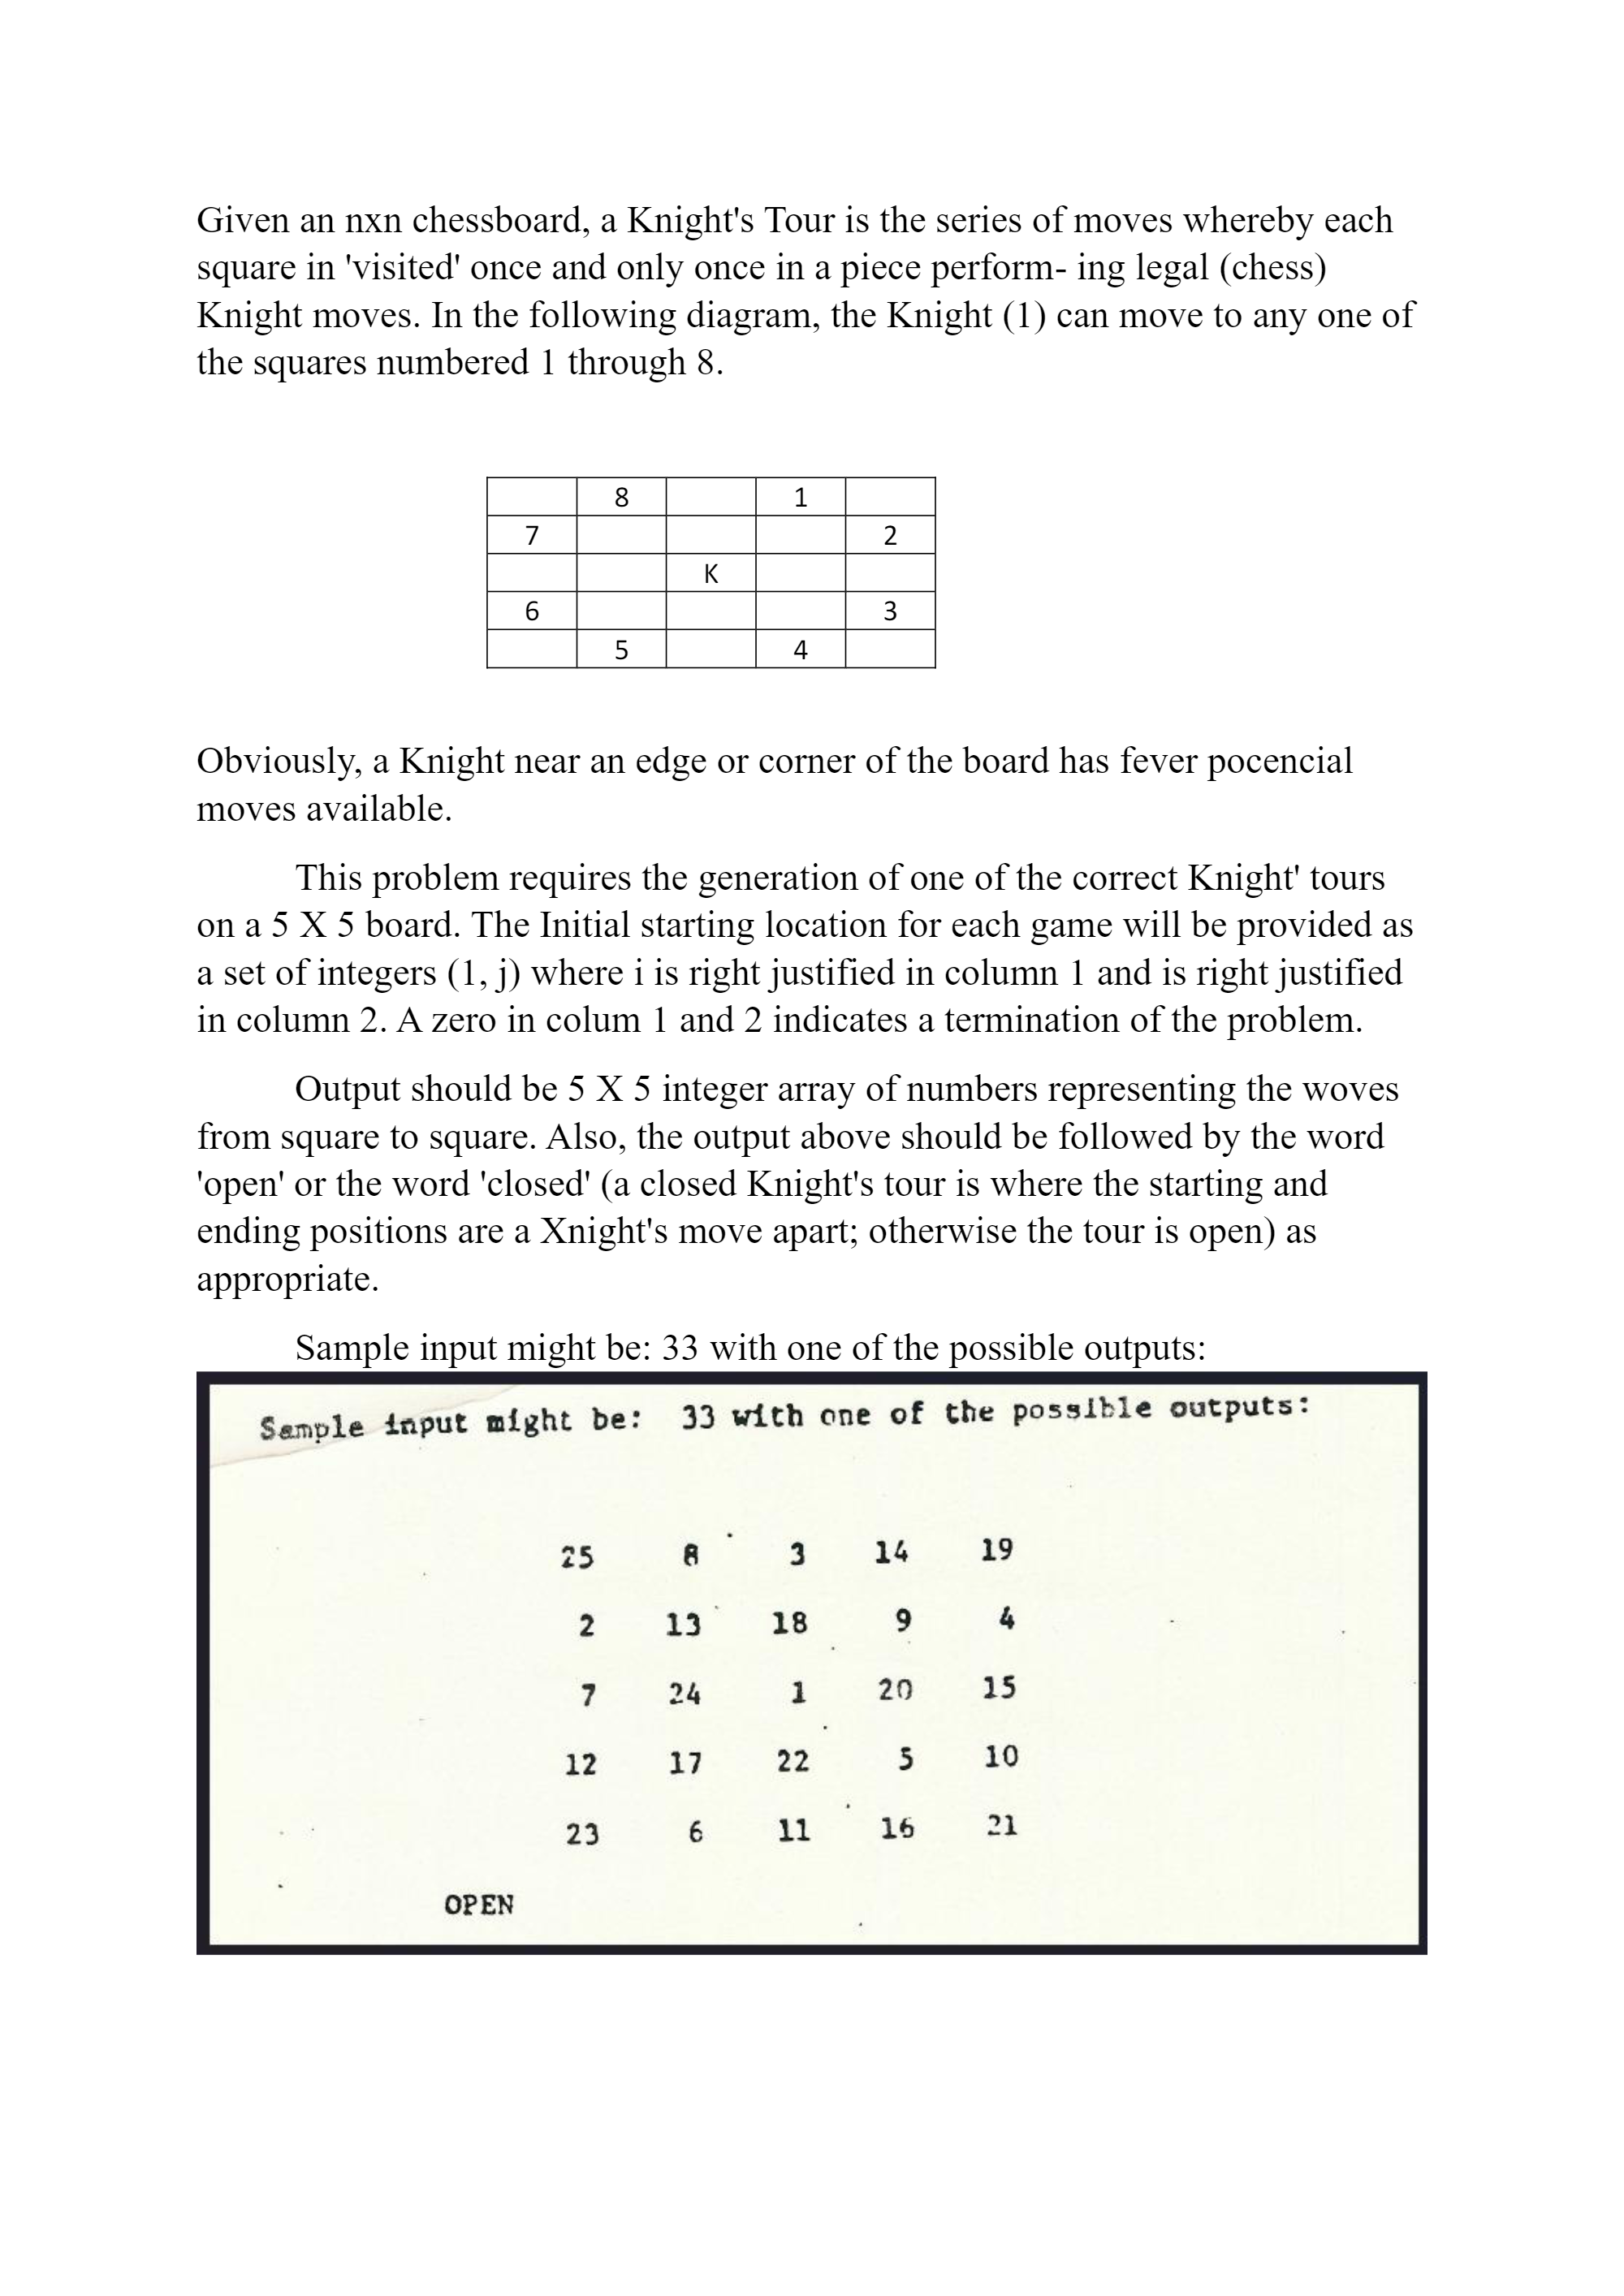 Given an nxn chessboard, a Knight's Tour is the series of moves whereby each
square in 'visited' once and only once in a piece perform- ing legal (chess)
Knight moves. In the following diagram, the Knight (1) can move to any one of
the squares numbered 1 through 8.
8 1
7 2
K
6 3
5 4
Obviously, a Knight near an edge or corner of the board has fever pocencial
moves available.
This problem requires the generation of one of the correct Knight' tours
on a 5 X 5 board. The Initial starting location for each game will be provided as
a set of integers (1, j) where i is right justified in column 1 and is right justified
in column 2. A zero in colum 1 and 2 indicates a termination of the problem.
Output should be 5 X 5 integer array of numbers representing the woves
from square to square. Also, the output above should be followed by the word
'open' or the word 'closed' (a closed Knight's tour is where the starting and
ending positions are a Xnight's move apart; otherwise the tour is open) as
appropriate.
Sample input might be: 33 with one of the possible outputs:
Sample input might be: 33 with one of the possible outputs:
25 8 3 14 19
2 13 18 9 4
7 24 1 20 15
12 17 22 5 10
23 6 11 16 21
OPEN